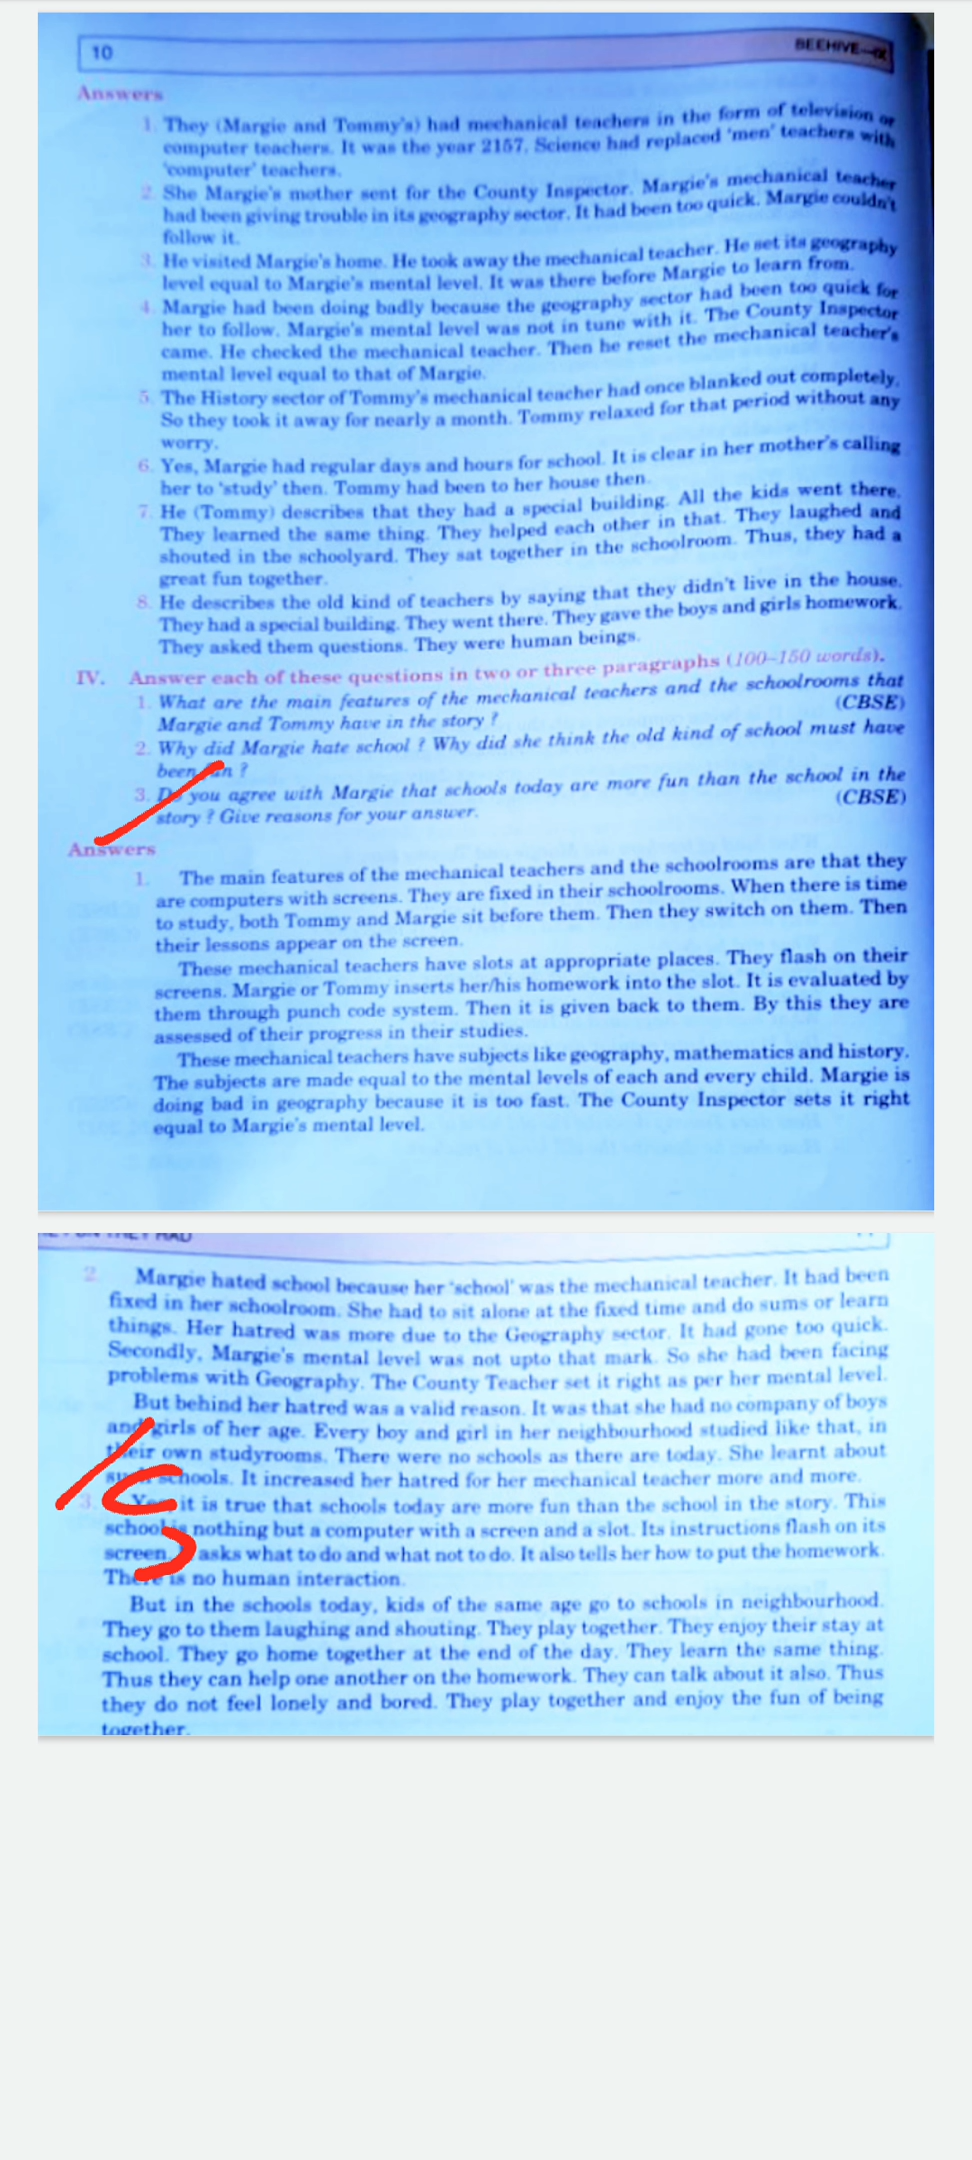 10
BEEHIVE—IX
Answers
1. They (Margie and Tommy's) had mechanical teachers in the form of television or
computer teachers. It was the year 2157. Science had replaced 'men' teachers with
'computer' teachers.
2. She Margie's mother sent for the County Inspector. Margie's mechanical teacher
had been giving trouble in its geography sector. It had been too quick. Margie couldn't
follow it.
3. He visited Margie's home. He took away the mechanical teacher. He set its geography
level equal to Margie's mental level. It was there before Margie to learn from.
4. Margie had been doing badly because the geography sector had been too quick for
her to follow. Margie's mental level was not in tune with it. The County Inspector
came. He checked the mechanical teacher. Then he reset the mechanical teacher's
mental level equal to that of Margie.
5. The History sector of Tommy's mechanical teacher had once blanked out completely.
So they took it away for nearly a month. Tommy relaxed for that period without any
worry.
6. Yes, Margie had regular days and hours for school. It is clear in her mother's calling
her to 'study' then. Tommy had been to her house then.
7. He (Tommy) describes that they had a special building. All the kids went there.
They learned the same thing. They helped each other in that. They laughed and
shouted in the schoolyard. They sat together in the schoolroom. Thus, they had a
great fun together.
8. He describes the old kind of teachers by saying that they didn't live in the house.
They had a special building. They went there. They gave the boys and girls homework.
They asked them questions. They were human beings.
IV. Answer each of these questions in two or three paragraphs (100–150 words).
1. What are the main features of the mechanical teachers and the schoolrooms that
Margie and Tommy have in the story ? (CBSE)
2. Why did Margie hate school ? Why did she think the old kind of school must have
been fun ?
3. Do you agree with Margie that schools today are more fun than the school in the
story ? Give reasons for your answer. (CBSE)
Answers
1. The main features of the mechanical teachers and the schoolrooms are that they
are computers with screens. They are fixed in their schoolrooms. When there is time
to study, both Tommy and Margie sit before them. Then they switch on them. Then
their lessons appear on the screen.
These mechanical teachers have slots at appropriate places. They flash on their
screens. Margie or Tommy inserts her/his homework into the slot. It is evaluated by
them through punch code system. Then it is given back to them. By this they are
assessed of their progress in their studies.
These mechanical teachers have subjects like geography, mathematics and history.
The subjects are made equal to the mental levels of each and every child. Margie is
doing bad in geography because it is too fast. The County Inspector sets it right
equal to Margie's mental level.
2. Margie hated school because her 'school' was the mechanical teacher. It had been
fixed in her schoolroom. She had to sit alone at the fixed time and do sums or learn
things. Her hatred was more due to the Geography sector. It had gone too quick.
Secondly, Margie's mental level was not upto that mark. So she had been facing
problems with Geography. The County Teacher set it right as per her mental level.
But behind her hatred was a valid reason. It was that she had no company of boys
and girls of her age. Every boy and girl in her neighbourhood studied like that, in
their own studyrooms. There were no schools as there are today. She learnt about
such schools. It increased her hatred for her mechanical teacher more and more.
3. Yes, it is true that schools today are more fun than the school in the story. This
school is nothing but a computer with a screen and a slot. Its instructions flash on its
screen. asks what to do and what not to do. It also tells her how to put the homework.
There is no human interaction.
But in the schools today, kids of the same age go to schools in neighbourhood.
They go to them laughing and shouting. They play together. They enjoy their stay at
school. They go home together at the end of the day. They learn the same thing.
Thus they can help one another on the homework. They can talk about it also. Thus
they do not feel lonely and bored. They play together and enjoy the fun of being
together.